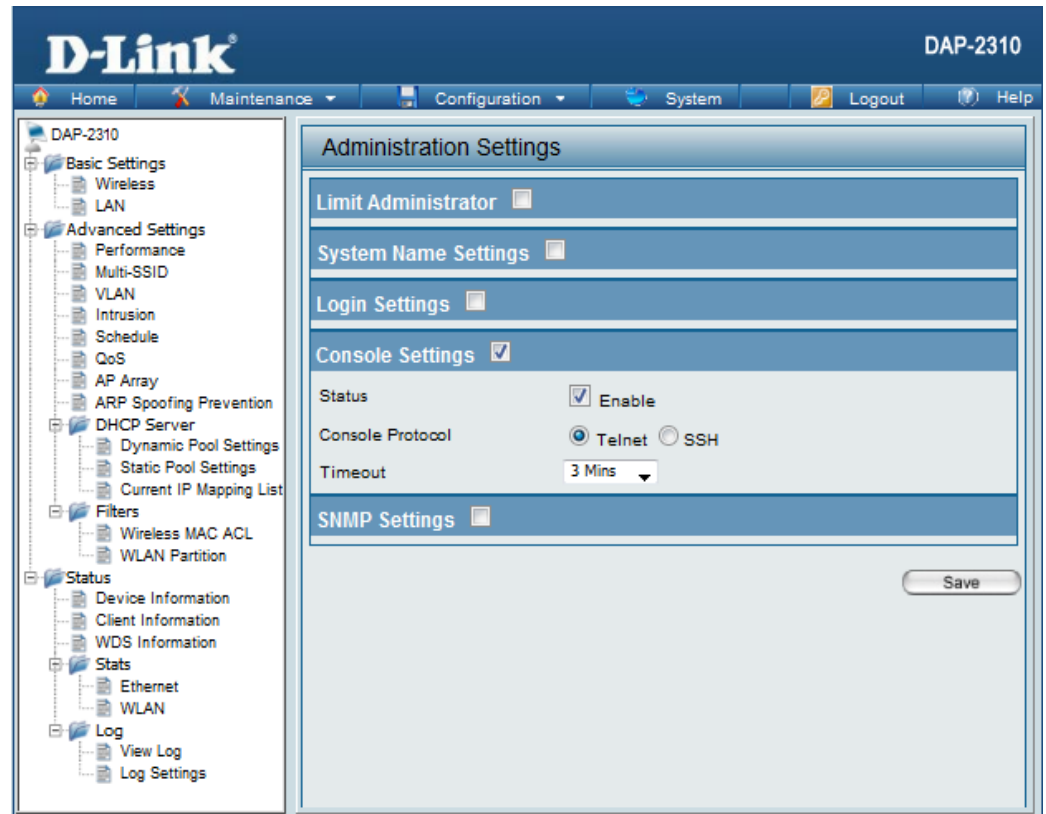 D-Link®
DAP-2310
Home Maintenance Configuration System Logout Help
DAP-2310
Basic Settings
Wireless
LAN
Advanced Settings
Performance
Multi-SSID
VLAN
Intrusion
Schedule
QoS
AP Array
ARP Spoofing Prevention
DHCP Server
Dynamic Pool Settings
Static Pool Settings
Current IP Mapping List
Filters
Wireless MAC ACL
WLAN Partition
Status
Device Information
Client Information
WDS Information
Stats
Ethernet
WLAN
Log
View Log
Log Settings
Administration Settings
Limit Administrator
System Name Settings
Login Settings
Console Settings
Status Enable
Console Protocol Telnet SSH
Timeout 3 Mins
SNMP Settings
Save